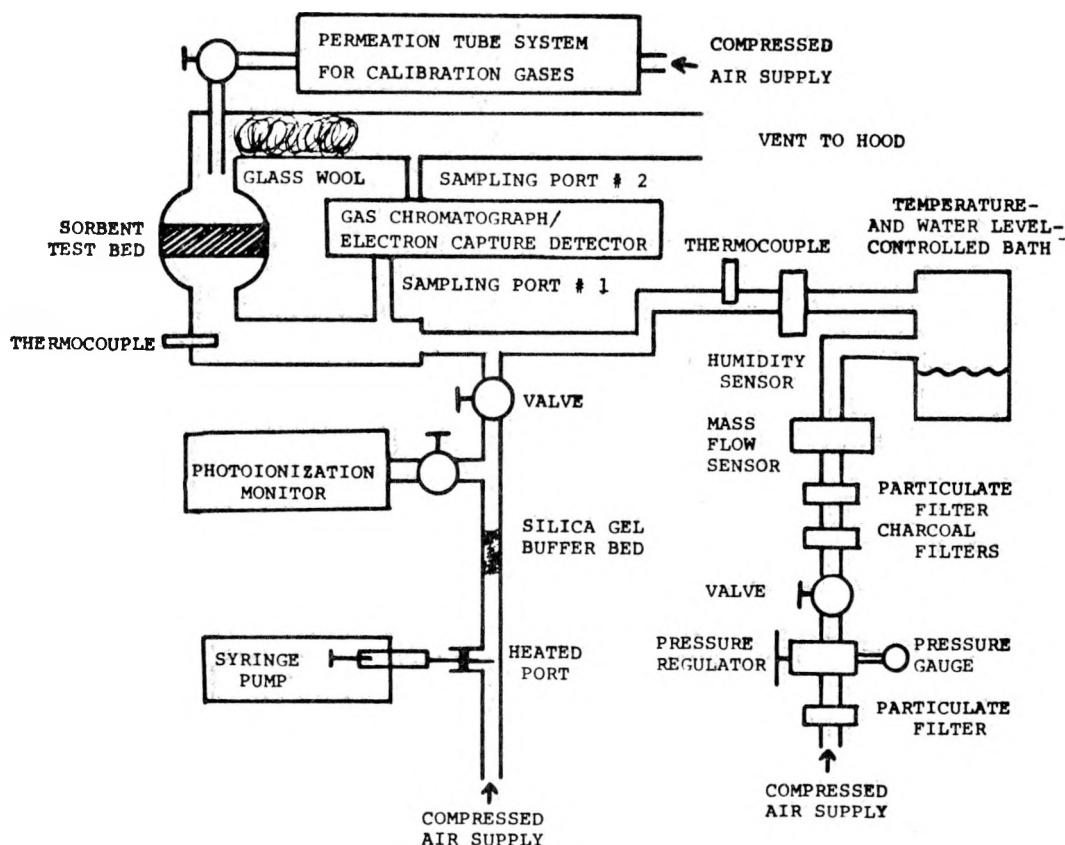 PERMEATION TUBE SYSTEM
FOR CALIBRATION GASES
COMPRESSED
AIR SUPPLY
VENT TO HOOD
GLASS WOOL
SAMPLING PORT # 2
TEMPERATURE-
AND WATER LEVEL-
CONTROLLED BATH
SORBENT
TEST BED
GAS CHROMATOGRAPH/
ELECTRON CAPTURE DETECTOR
THERMOCOUPLE
SAMPLING PORT # 1
THERMOCOUPLE
HUMIDITY
SENSOR
VALVE
MASS
FLOW
SENSOR
PHOTOIONIZATION
MONITOR
PARTICULATE
FILTER
SILICA GEL
BUFFER BED
CHARCOAL
FILTERS
VALVE
SYRINGE
PUMP
HEATED
PORT
PRESSURE
REGULATOR
PRESSURE
GAUGE
PARTICULATE
FILTER
COMPRESSED
AIR SUPPLY
COMPRESSED
AIR SUPPLY